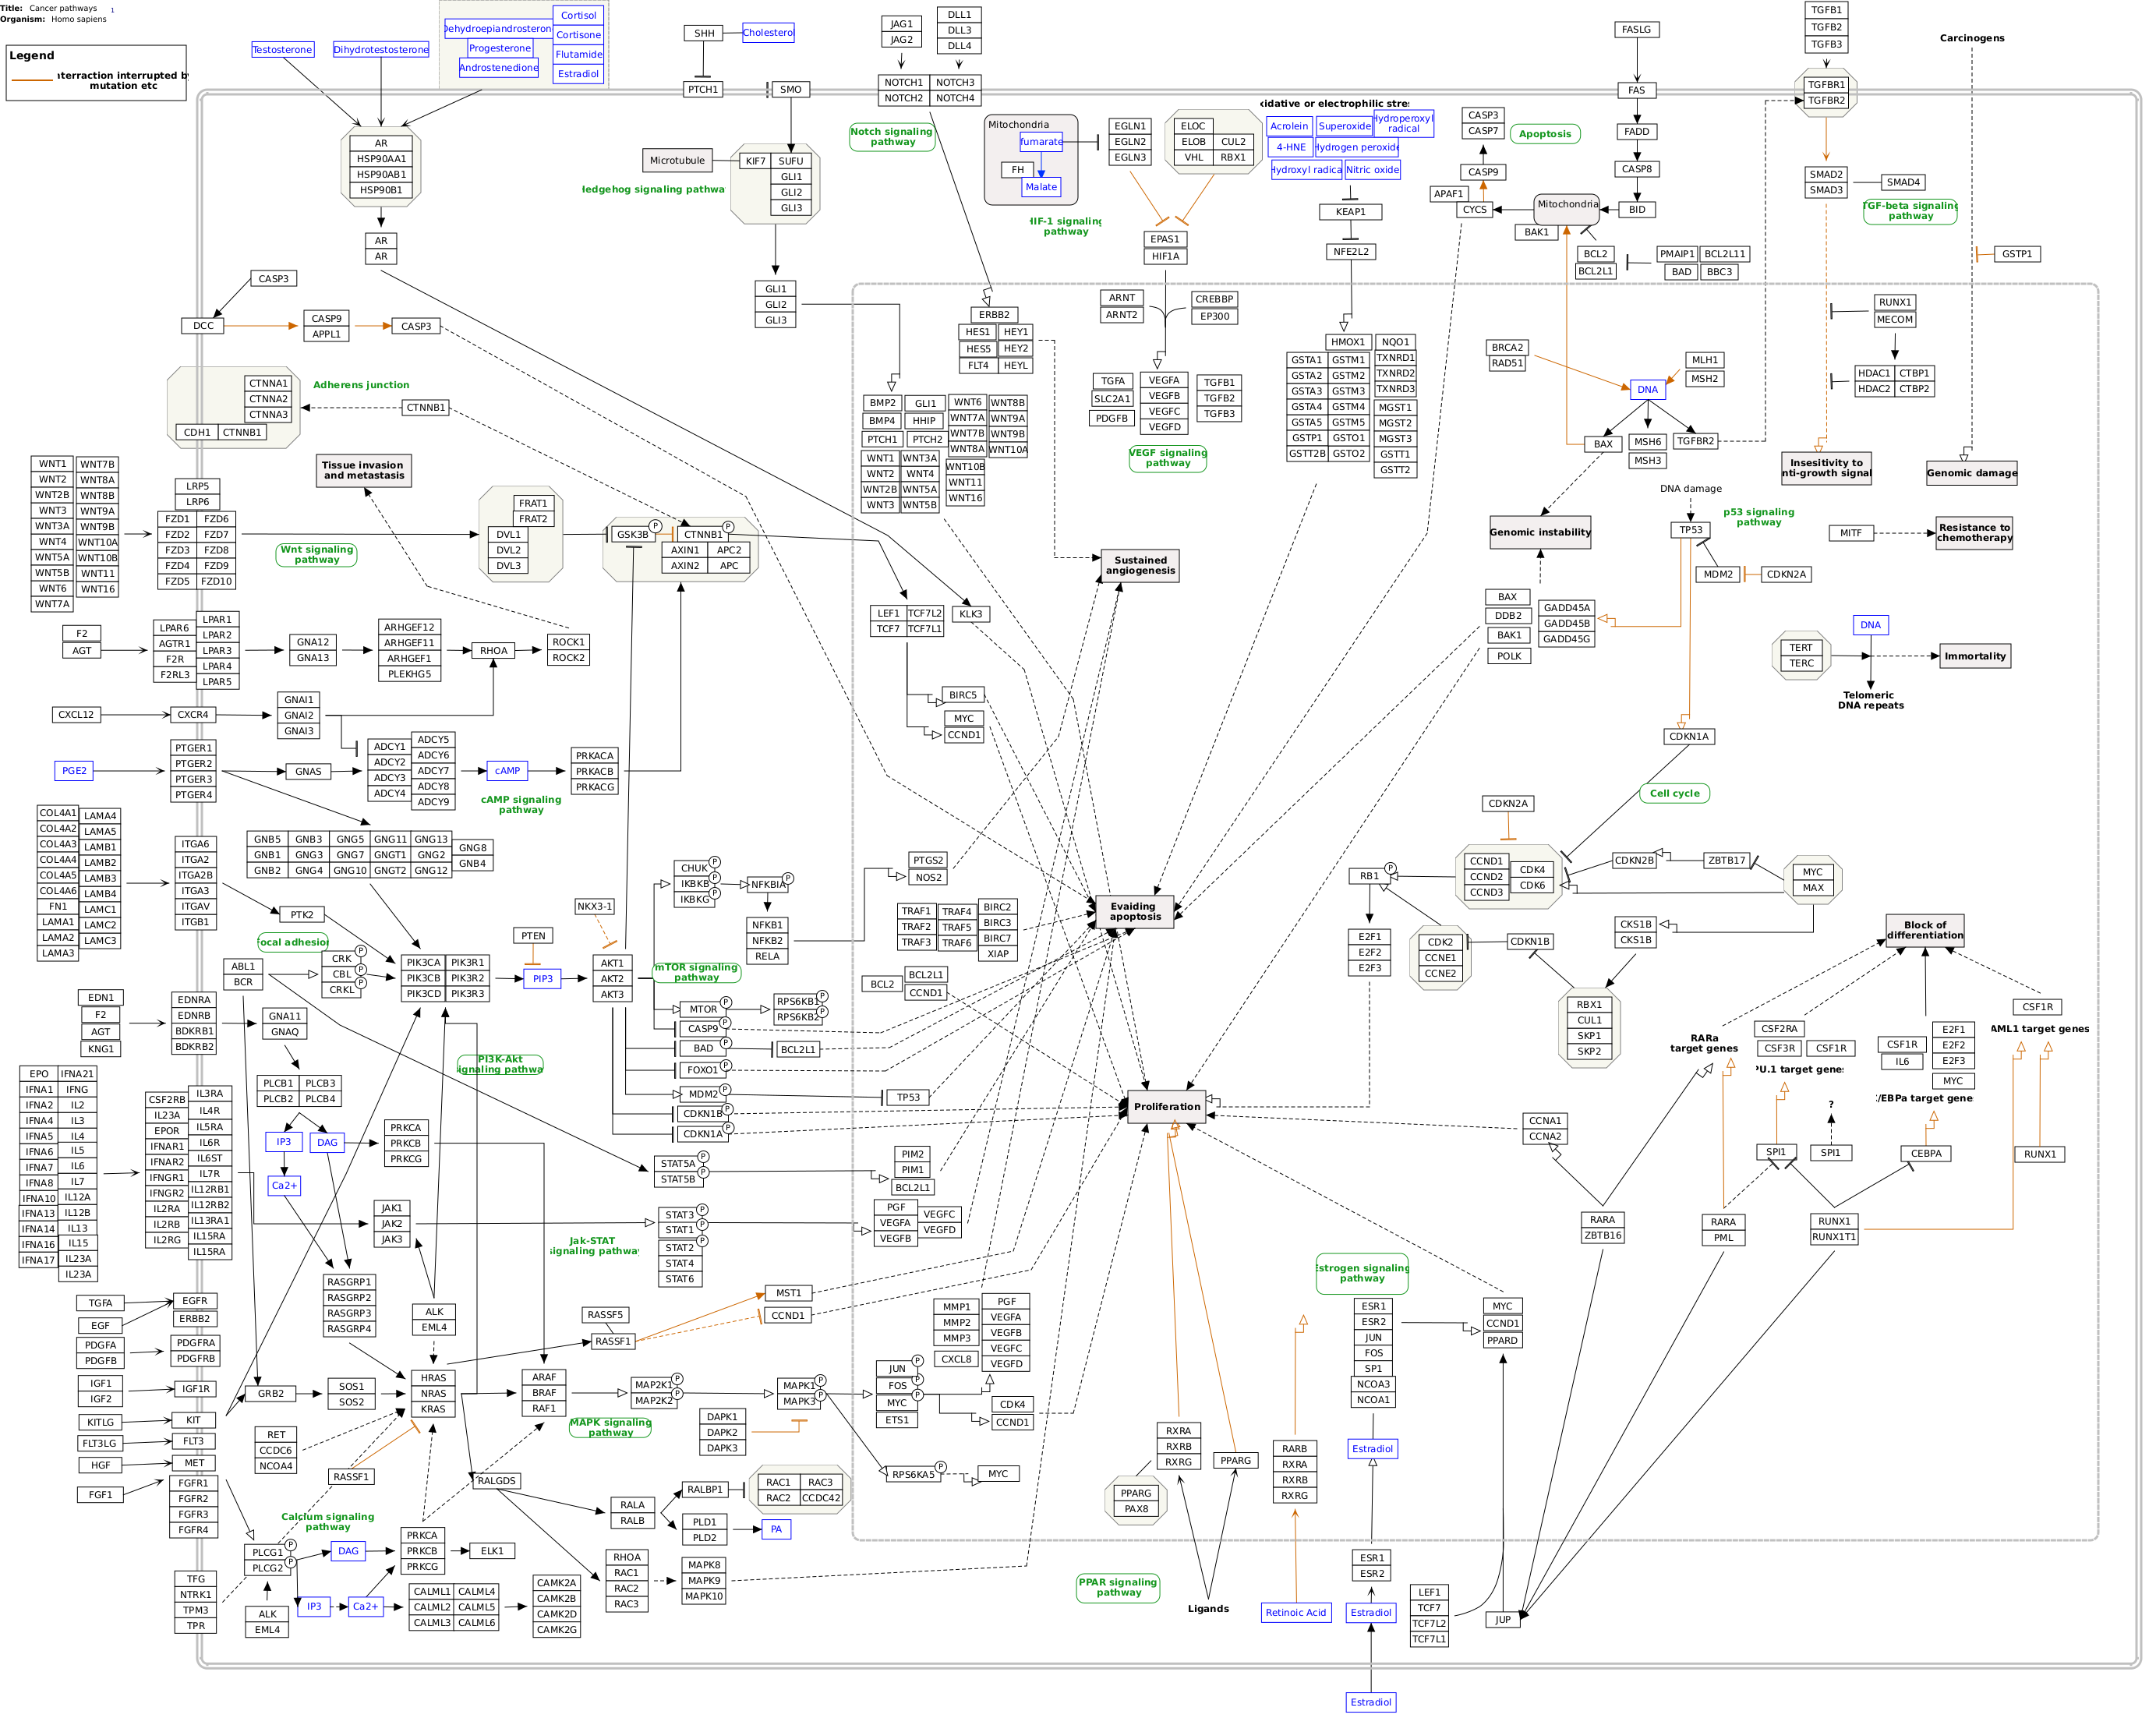 Title: Cancer pathways 1
Organism: Homo sapiens
Legend
mutation etc
Testosterone
Dihydrotestosterone
Progesterone
Androstenedione
Cortisol
Cortisone
Flutamide
Estradiol
SHH
Cholesterol
PTCH1
SMO
JAG1
JAG2
DLL1
DLL3
DLL4
NOTCH1 NOTCH3
NOTCH2 NOTCH4
Notch signaling
pathway
FASLG
FAS
FADD
CASP8
BID
TGFB1
TGFB2
TGFB3
TGFBR1
TGFBR2
Carcinogens
AR
HSP90AA1
HSP90AB1
HSP90B1
AR
AR
Microtubule
KIF7 SUFU
GLI1
GLI2
GLI3
GLI1
GLI2
GLI3
Mitochondria
fumarate
FH
Malate
EGLN1
EGLN2
EGLN3
ELOC
ELOB CUL2
VHL RBX1
pathway
EPAS1
HIF1A
Acrolein
Superoxide
radical
4-HNE
Hydrogen peroxide
Nitric oxide
KEAP1
NFE2L2
CASP3
CASP7
Apoptosis
CASP9
APAF1
CYCS
Mitochondria
BAK1
BCL2
BCL2L1
PMAIP1 BCL2L11
BAD BBC3
SMAD2
SMAD3
SMAD4
TGF-beta signaling
pathway
GSTP1
CASP3
DCC
CASP9
APPL1
CASP3
CTNNA1
CTNNA2
CTNNA3
CDH1 CTNNB1
Adherens junction
CTNNB1
ERBB2
HES1 HEY1
HES5 HEY2
FLT4 HEYL
ARNT
ARNT2
CREBBP
EP300
TGFA
SLC2A1
PDGFB
VEGFA
VEGFB
VEGFC
VEGFD
TGFB1
TGFB2
TGFB3
VEGF signaling
pathway
HMOX1 NQO1
GSTA1 GSTM1 TXNRD1
GSTA2 GSTM2 TXNRD2
GSTA3 GSTM3 TXNRD3
GSTA4 GSTM4 MGST1
GSTA5 GSTM5 MGST2
GSTP1 GSTO1 MGST3
GSTT2B GSTO2 GSTT1
GSTT2
BRCA2
RAD51
MLH1
MSH2
DNA
BAX
MSH6
MSH3
TGFBR2
RUNX1
MECOM
HDAC1 CTBP1
HDAC2 CTBP2
Insesitivity to
Genomic damage
BMP2 GLI1 WNT6 WNT8B
BMP4 HHIP WNT7A WNT9A
PTCH1 PTCH2 WNT7B WNT9B
WNT8A WNT10A
WNT1 WNT3A WNT10B
WNT2 WNT4 WNT11
WNT2B WNT5A WNT16
WNT3 WNT5B
WNT1 WNT7B
WNT2 WNT8A
WNT2B WNT8B
WNT3 WNT9A
WNT3A WNT9B
WNT4 WNT10A
WNT5A WNT10B
WNT5B WNT11
WNT6 WNT16
WNT7A
LRP5
LRP6
FZD1 FZD6
FZD2 FZD7
FZD3 FZD8
FZD4 FZD9
FZD5 FZD10
Wnt signaling
pathway
Tissue invasion
and metastasis
FRAT1
FRAT2
DVL1
DVL2
DVL3
GSK3B P
CTNNB1 P
AXIN1 APC2
AXIN2 APC
Sustained
angiogenesis
DNA damage
TP53
p53 signaling
pathway
MDM2
CDKN2A
Genomic instability
MITF
Resistance to
chemotherapy
BAX
DDB2
BAK1
POLK
GADD45A
GADD45B
GADD45G
LEF1 TCF7L2
TCF7 TCF7L1
KLK3
BIRC5
MYC
CCND1
DNA
TERT
TERC
Immortality
Telomeric
DNA repeats
F2
AGT
LPAR6
AGTR1
F2R
F2RL3
LPAR1
LPAR2
LPAR3
LPAR4
LPAR5
GNA12
GNA13
ARHGEF12
ARHGEF11
ARHGEF1
PLEKHG5
RHOA
ROCK1
ROCK2
CXCL12
CXCR4
GNAI1
GNAI2
GNAI3
PGE2
PTGER1
PTGER2
PTGER3
PTGER4
GNAS
ADCY1
ADCY2
ADCY3
ADCY4
ADCY5
ADCY6
ADCY7
ADCY8
ADCY9
cAMP
PRKACA
PRKACB
PRKACG
cAMP signaling
pathway
CDKN1A
Cell cycle
CDKN2A
CCND1
CCND2
CCND3
CDK4
CDK6
CDKN2B
ZBTB17
MYC
MAX
RB1 P
E2F1
E2F2
E2F3
CDK2
CCNE1
CCNE2
CDKN1B
CKS1B
CKS1B
RBX1
CUL1
SKP1
SKP2
Block of
differentiation
COL4A1
COL4A2
COL4A3
COL4A4
COL4A5
COL4A6
FN1
LAMA1
LAMA2
LAMA3
LAMA4
LAMA5
LAMB1
LAMB2
LAMB3
LAMB4
LAMC1
LAMC2
LAMC3
ITGA6
ITGA2
ITGA2B
ITGA3
ITGAV
ITGB1
GNB5 GNB3 GNG5 GNG11 GNG13
GNB1 GNG3 GNG7 GNGT1 GNG2
GNB2 GNG4 GNG10 GNGT2 GNG12
GNG8
GNB4
PTK2
Focal adhesion
CRK P
CBL P
CRKL P
ABL1
BCR
PIK3CA PIK3R1
PIK3CB PIK3R2
PIK3CD PIK3R3
PTEN
PIP3
NKX3-1
AKT1
AKT2
AKT3
CHUK P
IKBKB P
IKBKG P
NFKBIA P
NFKB1
NFKB2
RELA
mTOR signaling
pathway
PTGS2
NOS2
TRAF1 TRAF4
TRAF2 TRAF5
TRAF3 TRAF6
BIRC2
BIRC3
BIRC7
XIAP
Evaiding
apoptosis
BCL2
BCL2L1
CCND1
MTOR P
RPS6KB1 P
RPS6KB2 P
CASP9 P
BAD P
BCL2L1
FOXO1 P
MDM2 P
TP53
CDKN1B P
CDKN1A P
PI3K-Akt
Proliferation
EDN1
F2
AGT
KNG1
EDNRA
EDNRB
BDKRB1
BDKRB2
GNA11
GNAQ
PLCB1 PLCB3
PLCB2 PLCB4
IP3
DAG
Ca2+
PRKCA
PRKCB
PRKCG
EPO IFNA21
IFNA1 IFNG
IFNA2 IL2
IFNA4 IL3
IFNA5 IL4
IFNA6 IL5
IFNA7 IL6
IFNA8 IL7
IFNA10 IL12A
IFNA13 IL12B
IFNA14 IL13
IFNA16 IL15
IFNA17 IL23A
IL23A
CSF2RB
IL23A
EPOR
IFNAR1
IFNAR2
IFNGR1
IFNGR2
IL2RA
IL2RB
IL2RG
IL3RA
IL4R
IL5RA
IL6R
IL6ST
IL7R
IL12RB1
IL12RB2
IL13RA1
IL15RA
IL15RA
JAK1
JAK2
JAK3
STAT5A P
STAT5B P
PIM2
PIM1
BCL2L1
STAT3 P
STAT1 P
STAT2 P
STAT4
STAT6
PGF
VEGFA
VEGFB
VEGFC
VEGFD
Jak-STAT
RARa
target genes
CSF2RA
CSF3R CSF1R
CSF1R
IL6
E2F1
E2F2
E2F3
MYC
CSF1R
AML1 target genes
?
SPI1
SPI1
CEBPA
RUNX1
CCNA1
CCNA2
RARA
ZBTB16
RARA
PML
RUNX1
RUNX1T1
RASGRP1
RASGRP2
RASGRP3
RASGRP4
ALK
EML4
RASSF5
RASSF1
MST1
CCND1
TGFA
EGF
EGFR
ERBB2
PDGFA
PDGFB
PDGFRA
PDGFRB
IGF1
IGF2
IGF1R
KITLG
KIT
FLT3LG
FLT3
HGF
MET
FGF1
FGFR1
FGFR2
FGFR3
FGFR4
GRB2
SOS1
SOS2
HRAS
NRAS
KRAS
ARAF
BRAF
RAF1
MAPK signaling
pathway
MAP2K1 P
MAP2K2 P
MAPK1 P
MAPK3 P
DAPK1
DAPK2
DAPK3
JUN P
FOS P
MYC P
ETS1
MMP1
MMP2
MMP3
CXCL8
PGF
VEGFA
VEGFB
VEGFC
VEGFD
CDK4
CCND1
RPS6KA5 P
MYC
RET
CCDC6
NCOA4
RASSF1
RALGDS
RALA
RALB
RALBP1
RAC1 RAC3
RAC2 CCDC42
PLD1
PLD2
PA
Calcium signaling
pathway
PLCG1 P
PLCG2 P
DAG
PRKCA
PRKCB
PRKCG
ELK1
IP3
Ca2+
CALML1 CALML4
CALML2 CALML5
CALML3 CALML6
CAMK2A
CAMK2B
CAMK2D
CAMK2G
TFG
NTRK1
TPM3
TPR
ALK
EML4
RHOA
RAC1
RAC2
RAC3
MAPK8
MAPK9
MAPK10
Estrogen signaling
pathway
ESR1
ESR2
JUN
FOS
SP1
NCOA3
NCOA1
MYC
CCND1
PPARD
Estradiol
RXRA
RXRB
RXRG
PPARG
PPARG
PAX8
RARB
RXRA
RXRB
RXRG
PPAR signaling
pathway
Ligands
Retinoic Acid
ESR1
ESR2
Estradiol
LEF1
TCF7
TCF7L2
TCF7L1
JUP
Estradiol